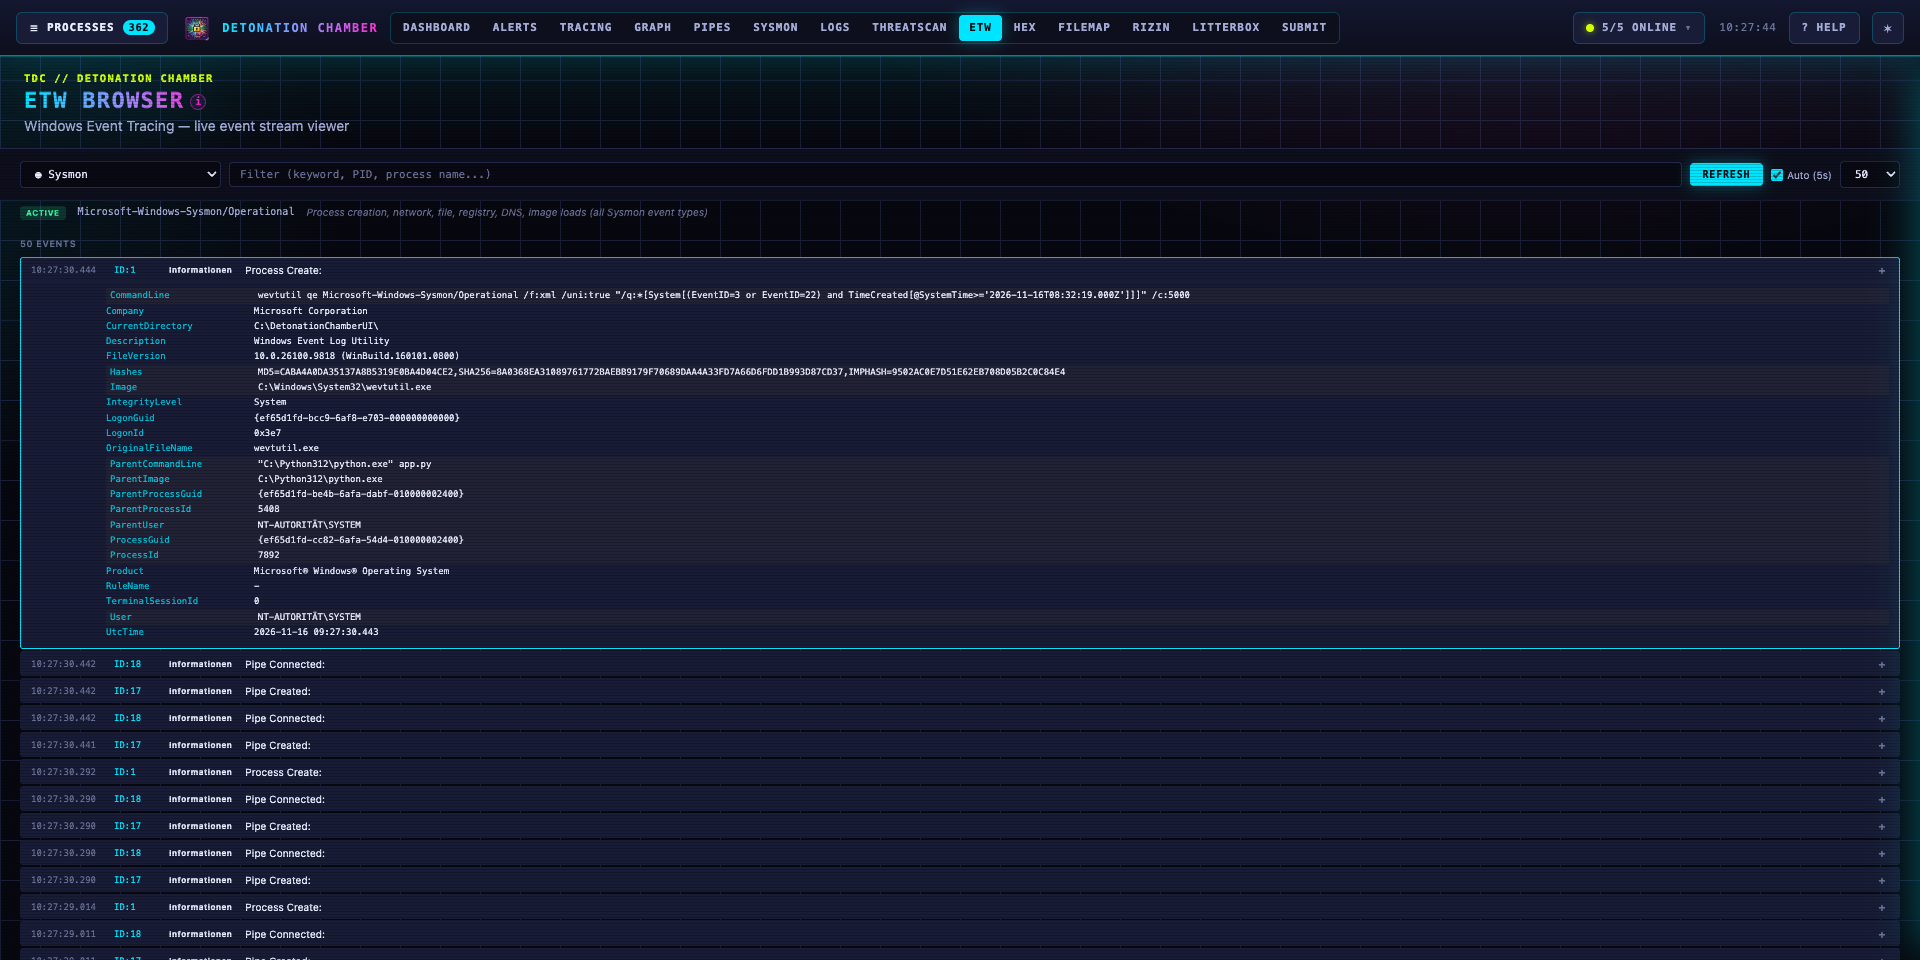 ≡ PROCESSES 362
DETONATION CHAMBER
DASHBOARD ALERTS TRACING GRAPH PIPES SYSMON LOGS THREATSCAN ETW HEX FILEMAP RIZIN LITTERBOX SUBMIT
5/5 ONLINE ▾
10:27:44
? HELP
TDC // DETONATION CHAMBER
ETW BROWSER i
Windows Event Tracing — live event stream viewer
● Sysmon
Filter (keyword, PID, process name...)
REFRESH
Auto (5s)
50
ACTIVE Microsoft-Windows-Sysmon/Operational Process creation, network, file, registry, DNS, image loads (all Sysmon event types)
50 EVENTS
10:27:30.444 ID:1 Informationen Process Create: +
CommandLine wevtutil qe Microsoft-Windows-Sysmon/Operational /f:xml /uni:true "/q:*[System[(EventID=3 or EventID=22) and TimeCreated[@SystemTime>='2026-11-16T08:32:19.000Z']]]" /c:5000
Company Microsoft Corporation
CurrentDirectory C:\DetonationChamberUI\
Description Windows Event Log Utility
FileVersion 10.0.26100.9818 (WinBuild.160101.0800)
Hashes MD5=CABA4A0DA35137A8B5319E0BA4D04CE2,SHA256=8A0368EA31089761772BAEBB9179F70689DAA4A33FD7A66D6FDD1B993D87CD37,IMPHASH=9502AC0E7D51E62EB708D05B2C0C84E4
Image C:\Windows\System32\wevtutil.exe
IntegrityLevel System
LogonGuid {ef65d1fd-bcc9-6af8-e703-000000000000}
LogonId 0x3e7
OriginalFileName wevtutil.exe
ParentCommandLine "C:\Python312\python.exe" app.py
ParentImage C:\Python312\python.exe
ParentProcessGuid {ef65d1fd-be4b-6afa-dabf-010000002400}
ParentProcessId 5408
ParentUser NT-AUTORITÄT\SYSTEM
ProcessGuid {ef65d1fd-cc82-6afa-54d4-010000002400}
ProcessId 7892
Product Microsoft® Windows® Operating System
RuleName -
TerminalSessionId 0
User NT-AUTORITÄT\SYSTEM
UtcTime 2026-11-16 09:27:30.443
10:27:30.442 ID:18 Informationen Pipe Connected: +
10:27:30.442 ID:17 Informationen Pipe Created: +
10:27:30.442 ID:18 Informationen Pipe Connected: +
10:27:30.441 ID:17 Informationen Pipe Created: +
10:27:30.292 ID:1 Informationen Process Create: +
10:27:30.290 ID:18 Informationen Pipe Connected: +
10:27:30.290 ID:17 Informationen Pipe Created: +
10:27:30.290 ID:18 Informationen Pipe Connected: +
10:27:30.290 ID:17 Informationen Pipe Created: +
10:27:29.014 ID:1 Informationen Process Create: +
10:27:29.011 ID:18 Informationen Pipe Connected: +
10:27:29.011 ID:17 Informationen Pipe Created: +